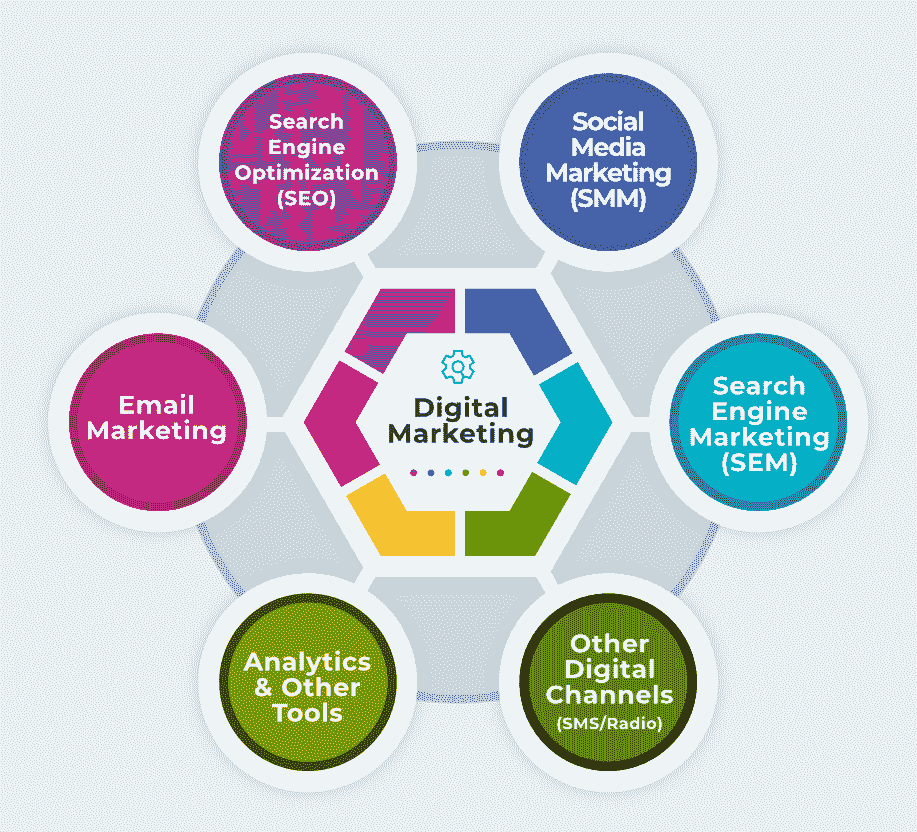 Search
Engine
Optimization
(SEO)
Social
Media
Marketing
(SMM)
Email
Marketing
Digital
Marketing
Search
Engine
Marketing
(SEM)
Analytics
& Other
Tools
Other
Digital
Channels
(SMS/Radio)